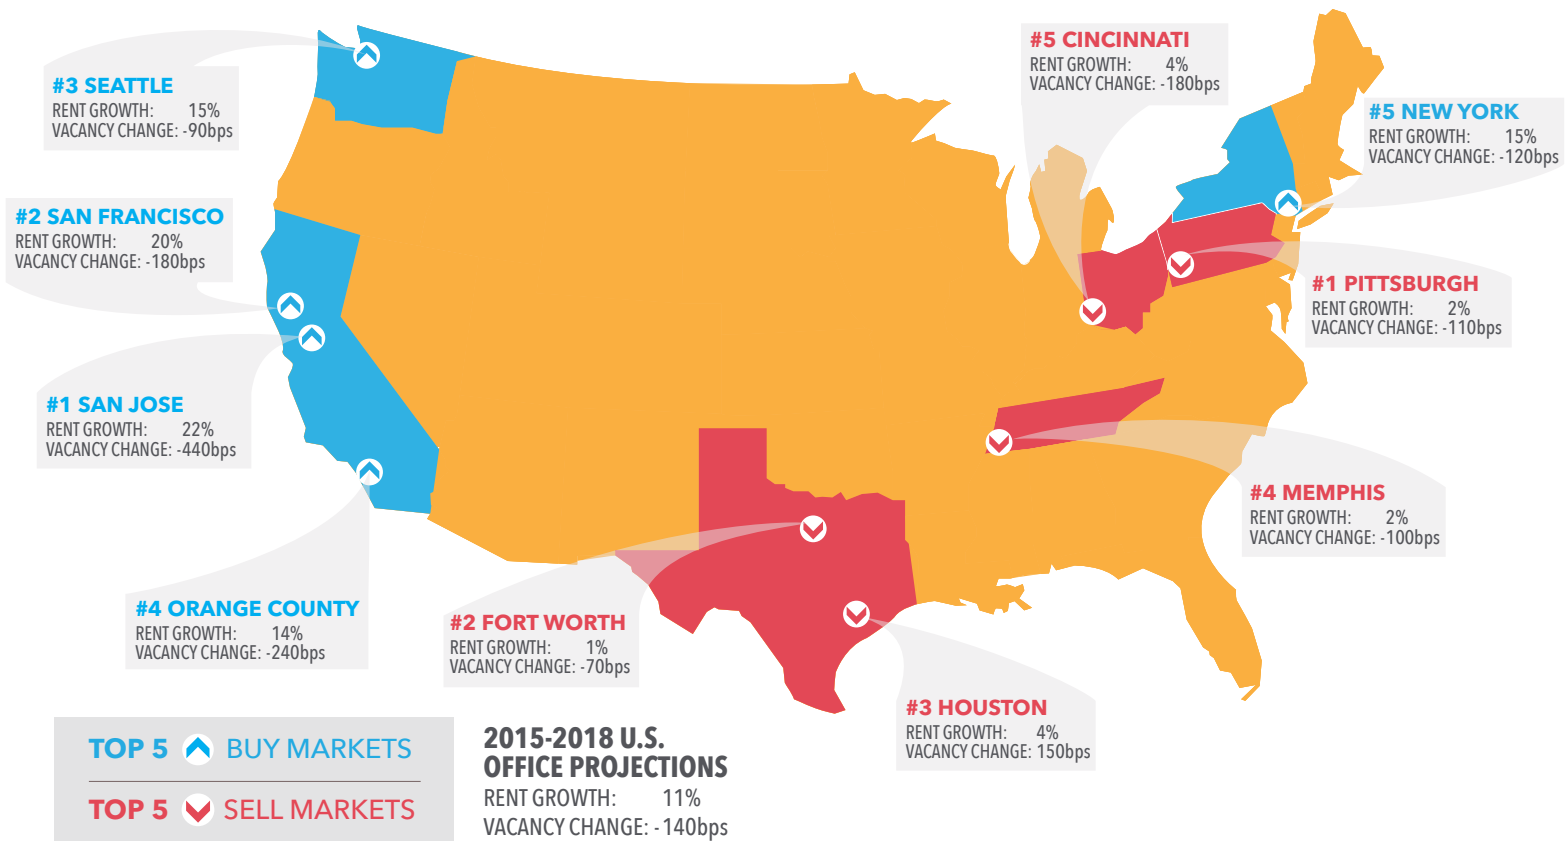 #3 SEATTLE
RENT GROWTH: 15%
VACANCY CHANGE: -90bps
#2 SAN FRANCISCO
RENT GROWTH: 20%
VACANCY CHANGE: -180bps
#1 SAN JOSE
RENT GROWTH: 22%
VACANCY CHANGE: -440bps
#4 ORANGE COUNTY
RENT GROWTH: 14%
VACANCY CHANGE: -240bps
#5 CINCINNATI
RENT GROWTH: 4%
VACANCY CHANGE: -180bps
#5 NEW YORK
RENT GROWTH: 15%
VACANCY CHANGE: -120bps
#1 PITTSBURGH
RENT GROWTH: 2%
VACANCY CHANGE: -110bps
#4 MEMPHIS
RENT GROWTH: 2%
VACANCY CHANGE: -100bps
#2 FORT WORTH
RENT GROWTH: 1%
VACANCY CHANGE: -70bps
#3 HOUSTON
RENT GROWTH: 4%
VACANCY CHANGE: 150bps
TOP 5 BUY MARKETS
TOP 5 SELL MARKETS
2015-2018 U.S.
OFFICE PROJECTIONS
RENT GROWTH: 11%
VACANCY CHANGE: -140bps